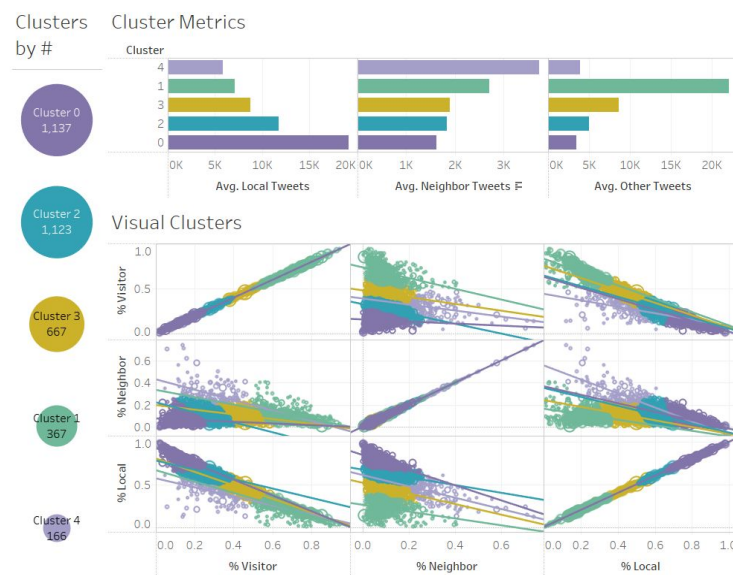 Clusters
by #
Cluster 0
1,137
Cluster 2
1,123
Cluster 3
667
Cluster 1
367
Cluster 4
166
Cluster Metrics
Cluster
4
1
3
2
0
0K 5K 10K 15K 20K 0K 1K 2K 3K 0K 5K 10K 15K 20K
Avg. Local Tweets Avg. Neighbor Tweets Avg. Other Tweets
Visual Clusters
% Visitor
1.0
0.5
0.0
% Neighbor
0.6
0.4
0.2
0.0
% Local
1.0
0.5
0.0
0.0 0.2 0.4 0.6 0.8 0.0 0.2 0.4 0.6 0.0 0.2 0.4 0.6 0.8 1.0
% Visitor % Neighbor % Local